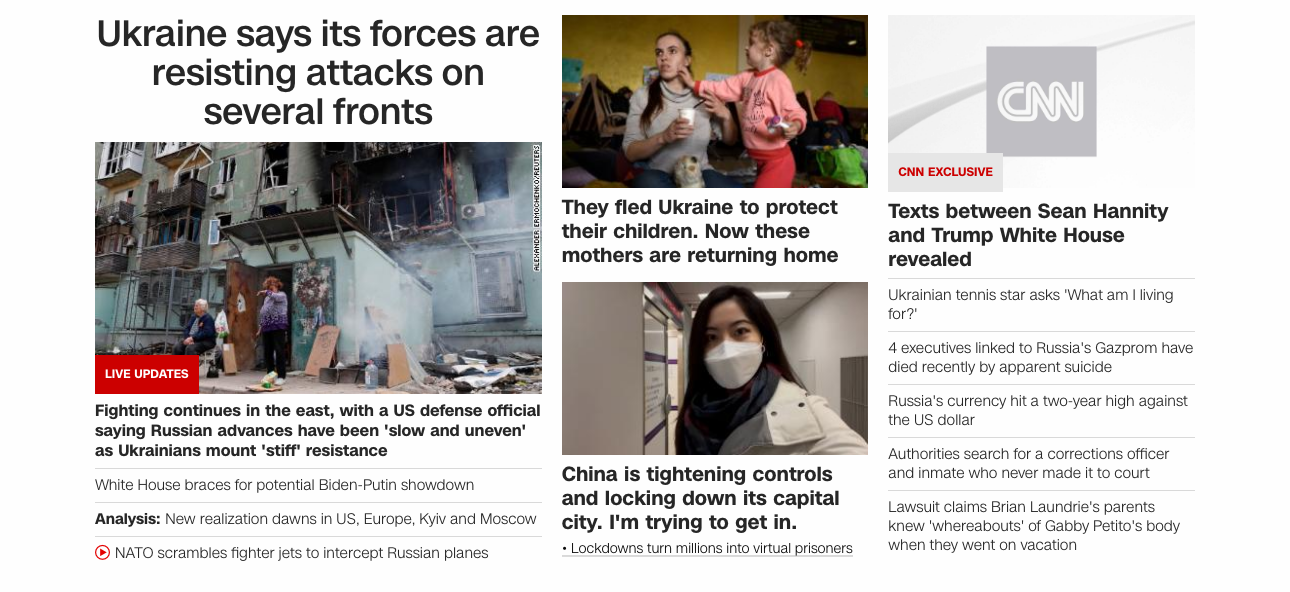 Ukraine says its forces are
resisting attacks on
several fronts
ALEXANDER ERMOCHENKO/REUTERS
LIVE UPDATES
Fighting continues in the east, with a US defense official
saying Russian advances have been 'slow and uneven'
as Ukrainians mount 'stiff' resistance
White House braces for potential Biden-Putin showdown
Analysis: New realization dawns in US, Europe, Kyiv and Moscow
NATO scrambles fighter jets to intercept Russian planes
They fled Ukraine to protect
their children. Now these
mothers are returning home
China is tightening controls
and locking down its capital
city. I'm trying to get in.
• Lockdowns turn millions into virtual prisoners
CNN
CNN EXCLUSIVE
Texts between Sean Hannity
and Trump White House
revealed
Ukrainian tennis star asks 'What am I living
for?'
4 executives linked to Russia's Gazprom have
died recently by apparent suicide
Russia's currency hit a two-year high against
the US dollar
Authorities search for a corrections officer
and inmate who never made it to court
Lawsuit claims Brian Laundrie's parents
knew 'whereabouts' of Gabby Petito's body
when they went on vacation